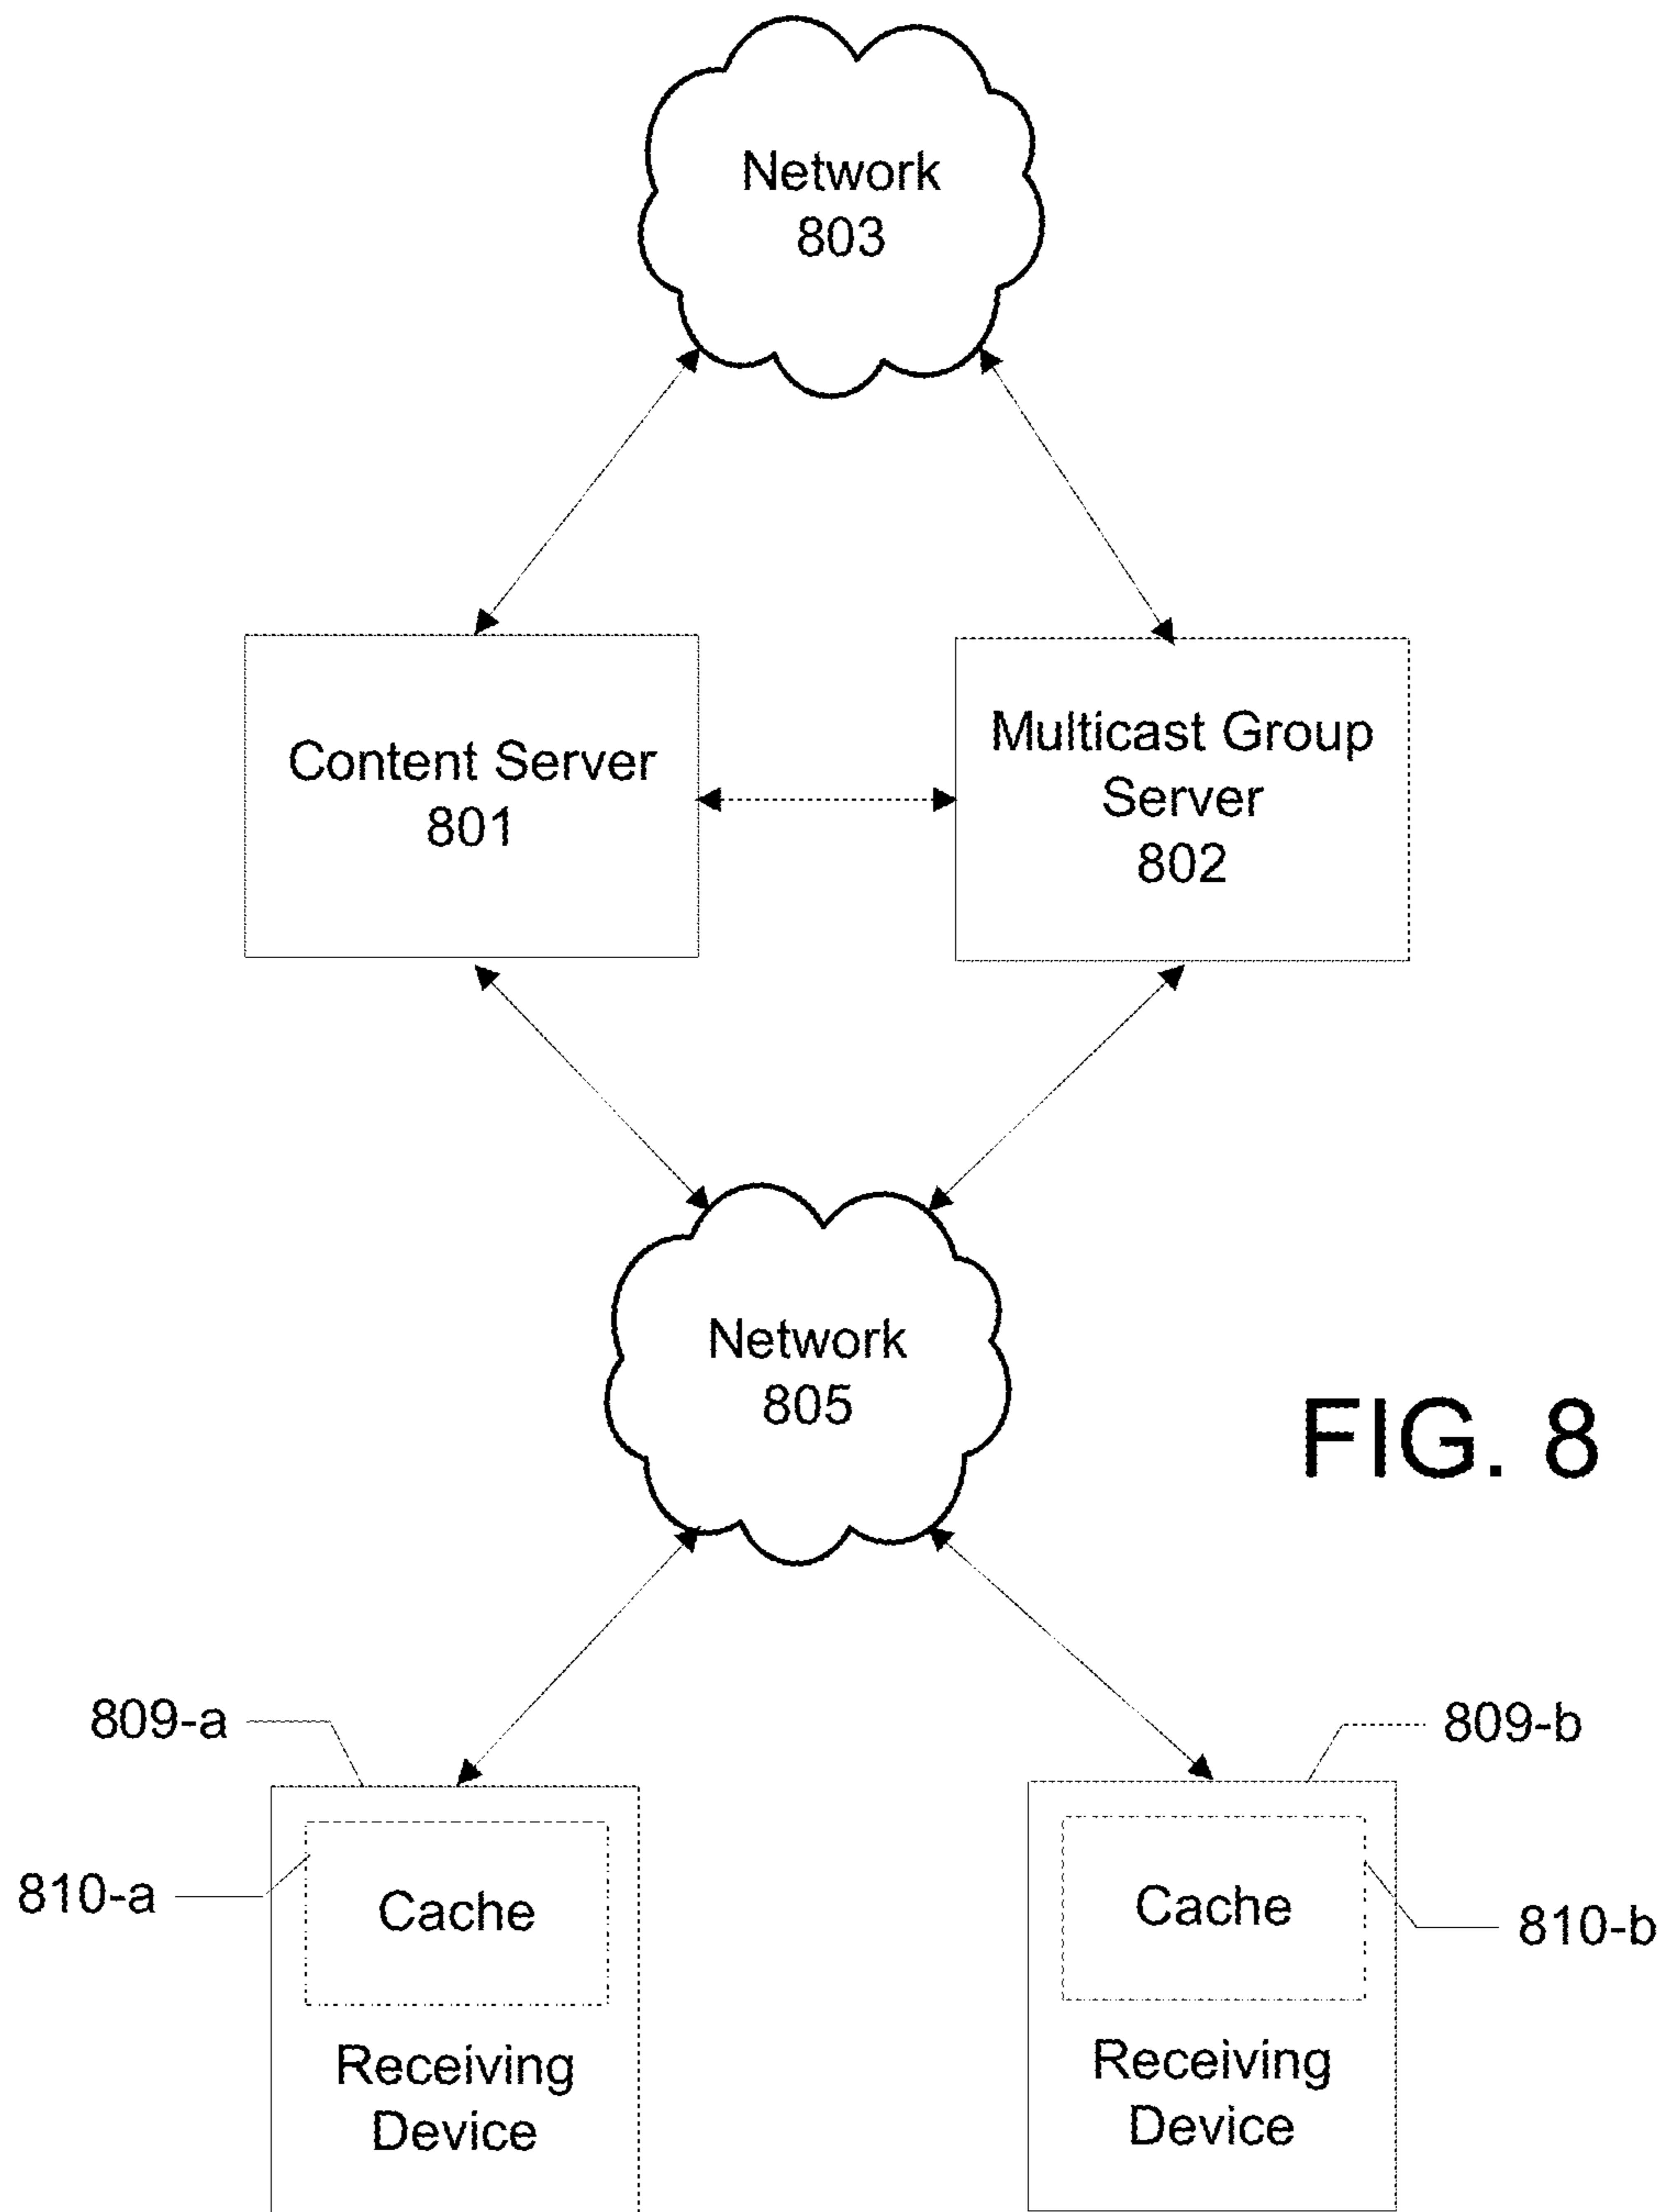 Network
803
Content Server
801
Multicast Group
Server
802
Network
805
FIG. 8
809-a
809-b
810-a
Cache
Cache
810-b
Receiving
Device
Receiving
Device